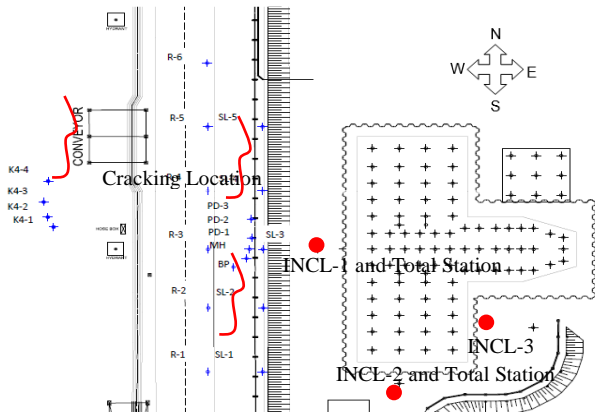 HYDRANT
N
W E
S
R-6
R-5
SL-5
CONVEYOR
K4-4
Cracking Location
K4-3
K4-2
K4-1
PD-3
PD-2
PD-1
R-3
SL-3
MH
BP
INCL-1 and Total Station
HYDRANT
R-2
SL-2
INCL-3
R-1
SL-1
INCL-2 and Total Station